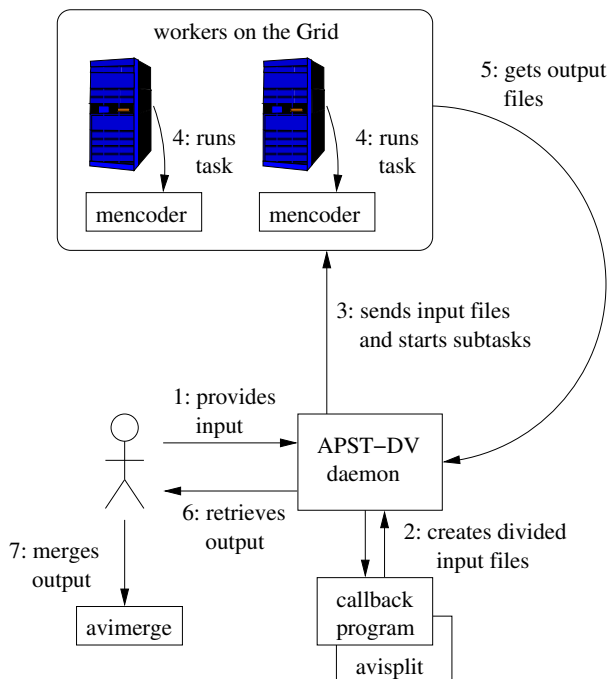 workers on the Grid
4: runs
task
4: runs
task
mencoder
mencoder
5: gets output
files
3: sends input files
and starts subtasks
1: provides
input
APST−DV
daemon
6: retrieves
output
2: creates divided
input files
7: merges
output
callback
program
avimerge
avisplit